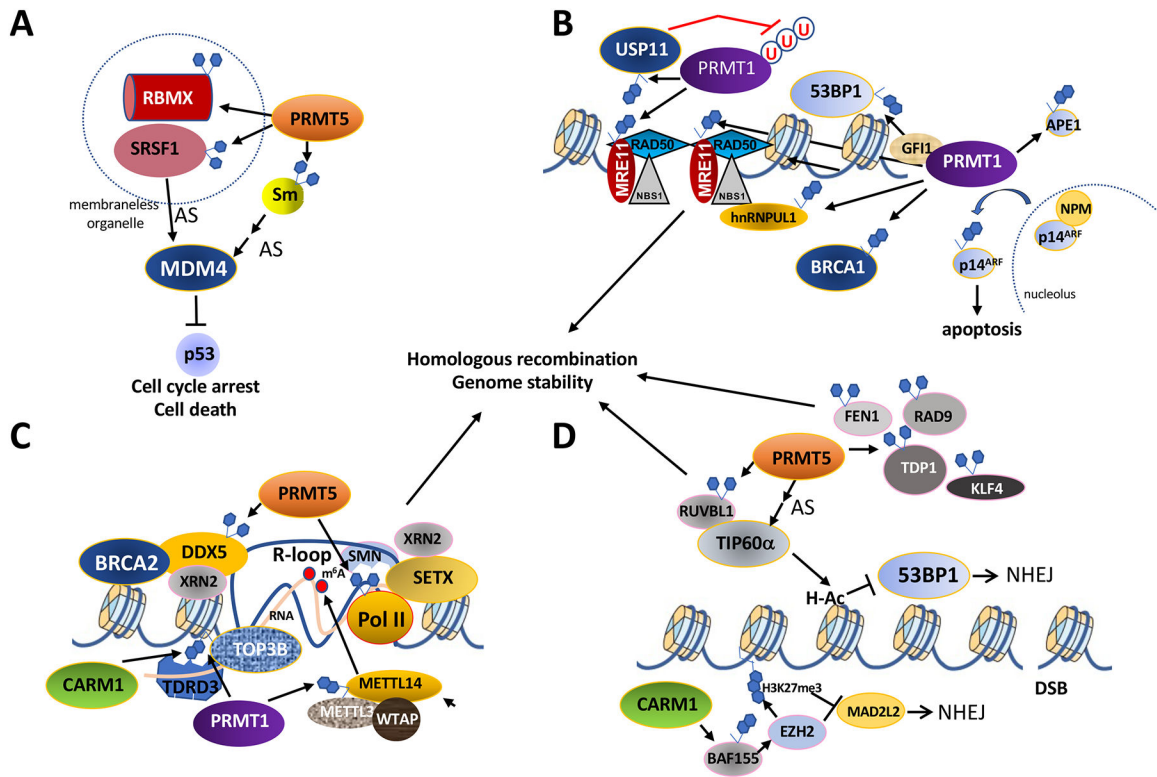 A
RBMX
PRMT5
SRSF1
Sm
membraneless
organelle
AS
AS
MDM4
p53
Cell cycle arrest
Cell death
B
USP11
U U U
PRMT1
53BP1
APE1
GFI1
PRMT1
RAD50
RAD50
MRE11
MRE11
NBS1
NBS1
hnRNPUL1
NPM
p14ARF
BRCA1
p14ARF
nucleolus
apoptosis
Homologous recombination
Genome stability
C
PRMT5
XRN2
DDX5
R-loop
SMN
BRCA2
m6A
XRN2
SETX
RNA
Pol II
TOP3B
CARM1
TDRD3
METTL14
PRMT1
METTL3
WTAP
D
FEN1
RAD9
PRMT5
TDP1
KLF4
RUVBL1
AS
TIP60α
53BP1
NHEJ
H-Ac
DSB
H3K27me3
CARM1
MAD2L2
NHEJ
EZH2
BAF155